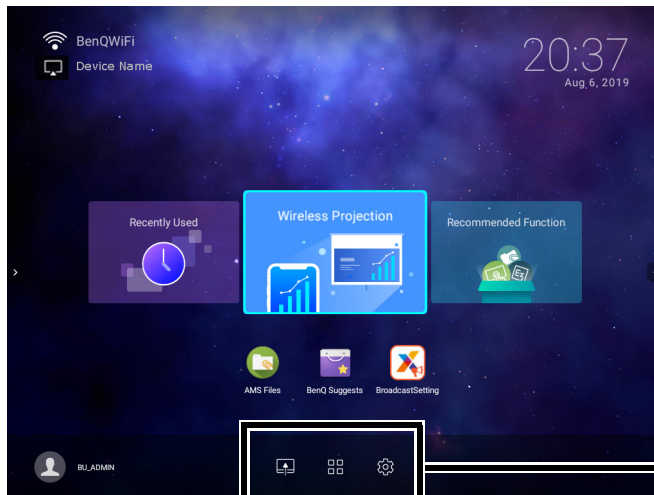 BenQWiFi
Device Name
20:37
Aug 6, 2019
Recently Used
Wireless Projection
Recommended Function
AMS Files
BenQ Suggests
BroadcastSetting
BU_ADMIN